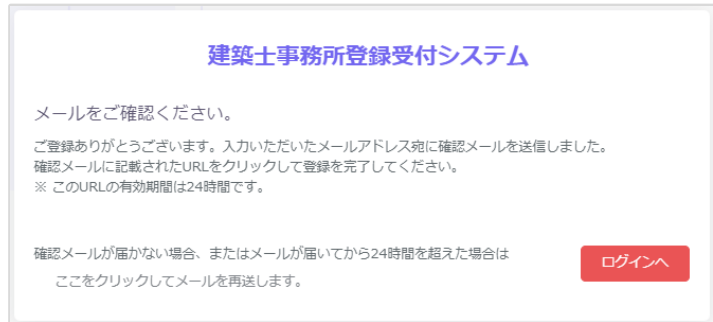 建築士事務所登録受付システム
メールをご確認ください。
ご登録ありがとうございます。入力いただいたメールアドレス宛に確認メールを送信しました。
確認メールに記載されたURLをクリックして登録を完了してください。
※ このURLの有効期間は24時間です。
確認メールが届かない場合、またはメールが届いてから24時間を超えた場合は
ここをクリックしてメールを再送します。
ログインへ